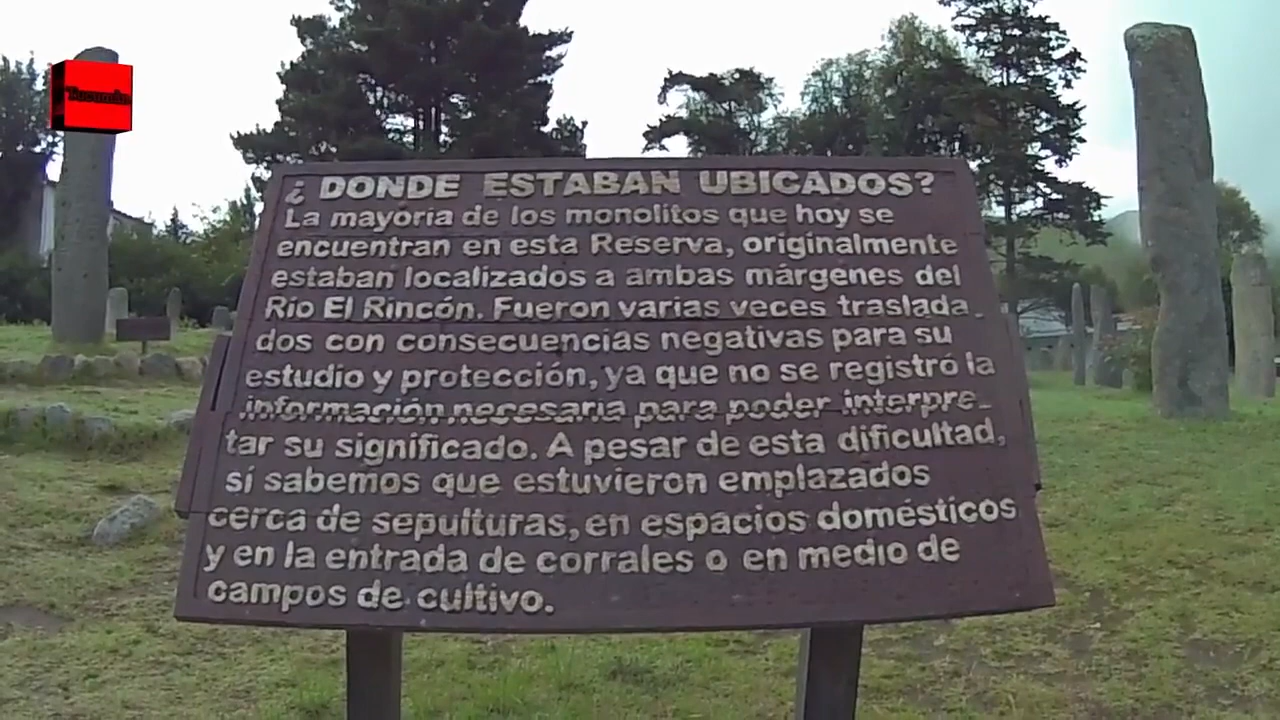 ¿ DONDE ESTABAN UBICADOS?
La mayoría de los monolitos que hoy se
encuentran en esta Reserva, originalmente
estaban localizados a ambas márgenes del
Río El Rincón. Fueron varias veces traslada_
dos con consecuencias negativas para su
estudio y protección, ya que no se registró la
información necesaria para poder interpre_
tar su significado. A pesar de esta dificultad,
sí sabemos que estuvieron emplazados
cerca de sepulturas, en espacios domésticos
y en la entrada de corrales o en medio de
campos de cultivo.